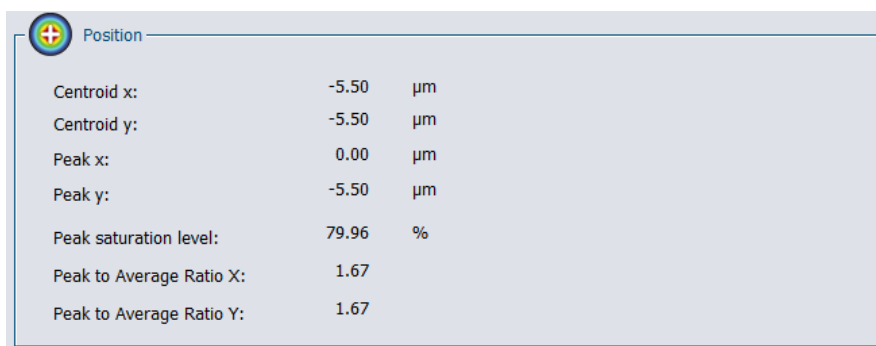 Position
Centroid x: -5.50 µm
Centroid y: -5.50 µm
Peak x: 0.00 µm
Peak y: -5.50 µm
Peak saturation level: 79.96 %
Peak to Average Ratio X: 1.67
Peak to Average Ratio Y: 1.67